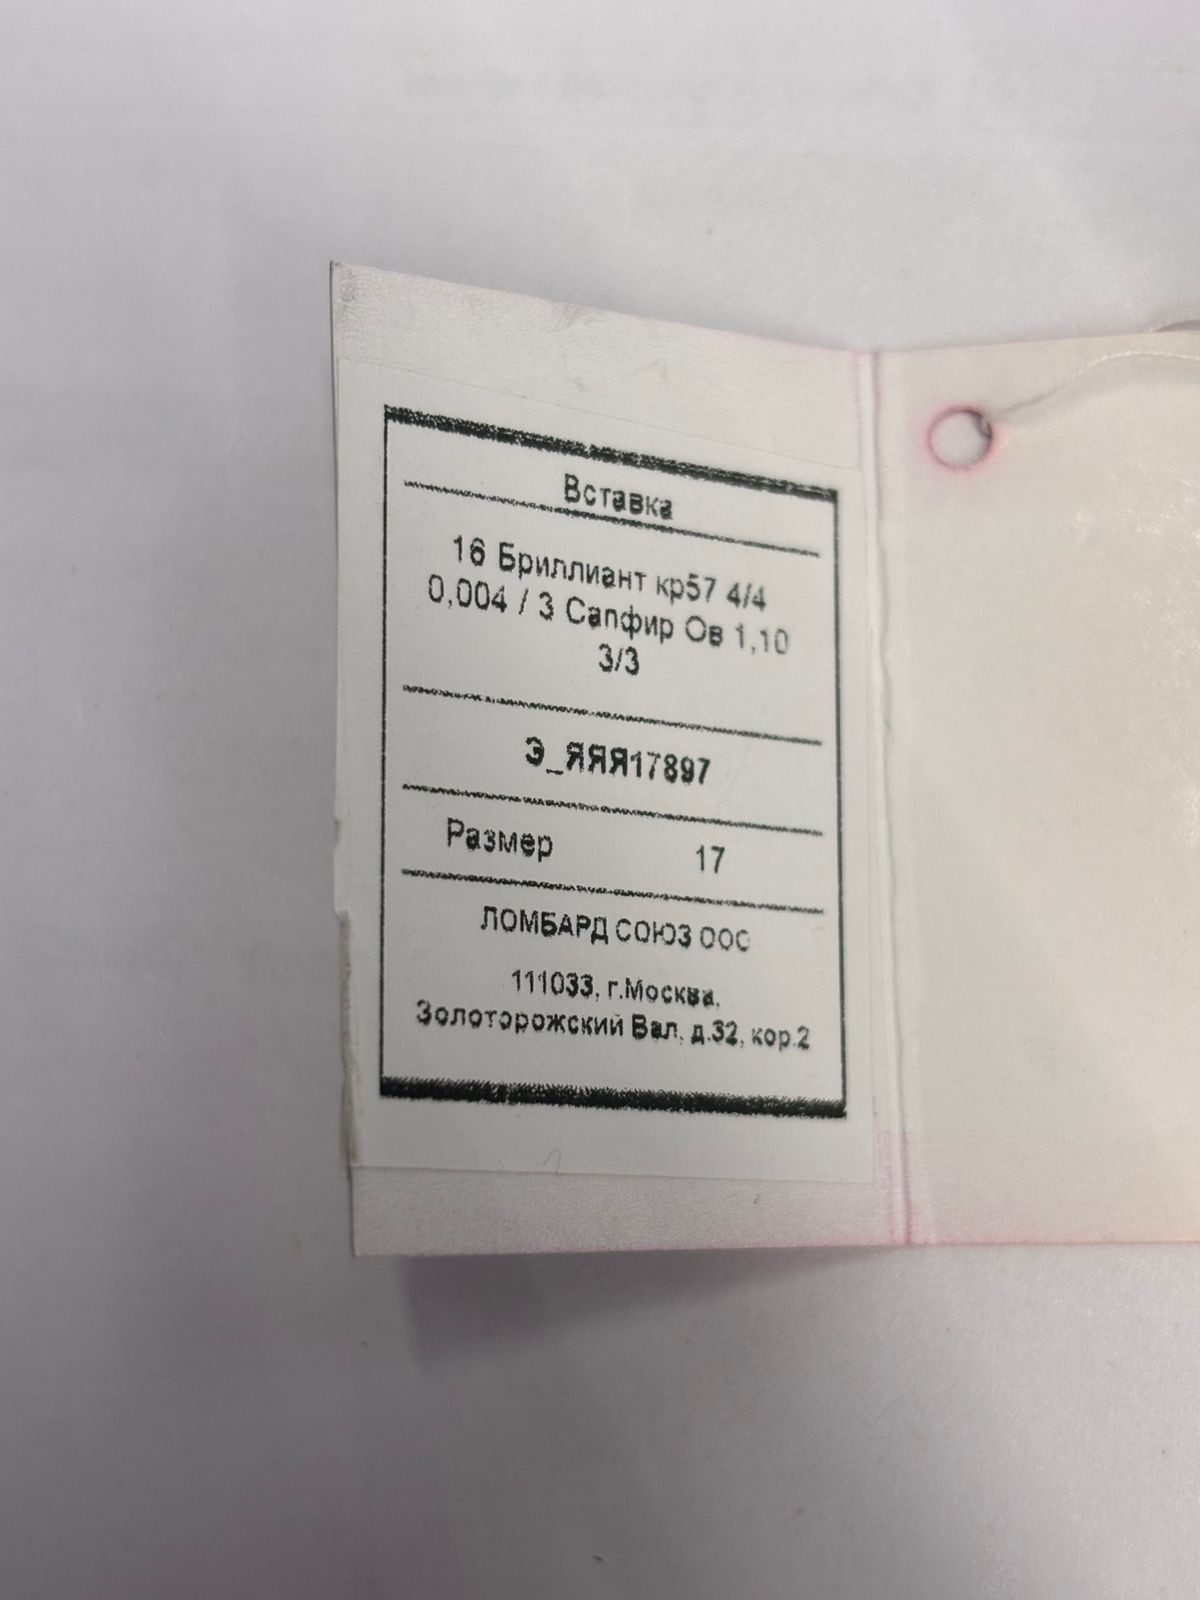 Вставка
16 Бриллиант кр57 4/4
0,004 / 3 Сапфир Ов 1,10
3/3
Э_ЯЯЯ17897
Размер 17
ЛОМБАРД СОЮЗ ООО
111033, г.Москва,
Золоторожский Вал, д.32, кор.2